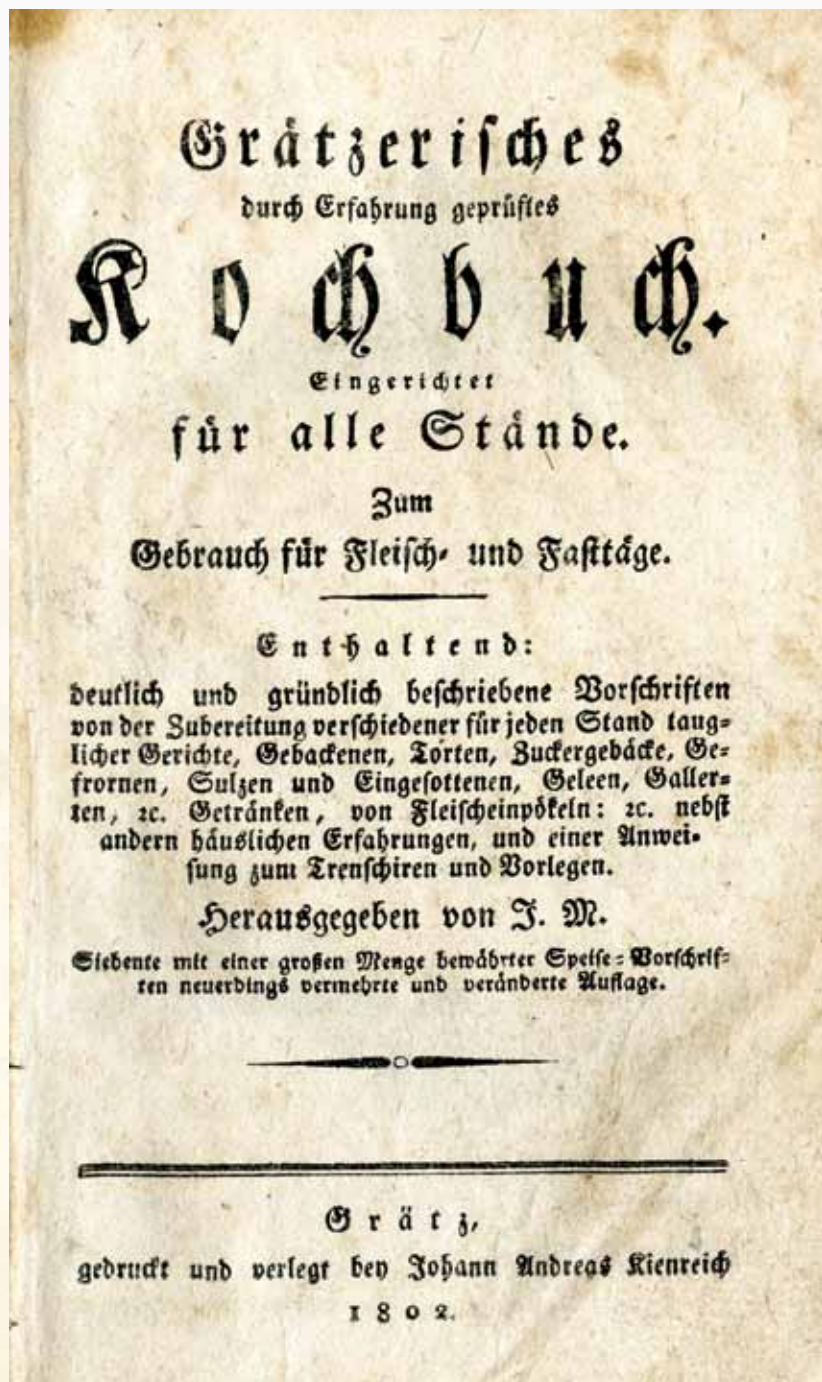 Grätzerisches
durch Erfahrung geprüftes
Kochbuch.
Eingerichtet
für alle Stände.
Zum
Gebrauch für Fleisch- und Fasttäge.
Enthaltend:
deutlich und gründlich beschriebene Vorschriften
von der Zubereitung verschiedener für jeden Stand taug-
licher Gerichte, Gebackenen, Torten, Zuckergebäcke, Ge-
frornen, Sulzen und Eingesottenen, Geleen, Galler-
ten, ꝛc. Getränken, von Fleischeinpökeln: ꝛc. nebst
andern häuslichen Erfahrungen, und einer Anwei-
sung zum Trenschiren und Vorlegen.
Herausgegeben von J. M.
Siebente mit einer großen Menge bewährter Speise-Vorschrif-
ten neuerdings vermehrte und veränderte Auflage.
Grätz,
gedruckt und verlegt bey Johann Andreas Kienreich
1802.